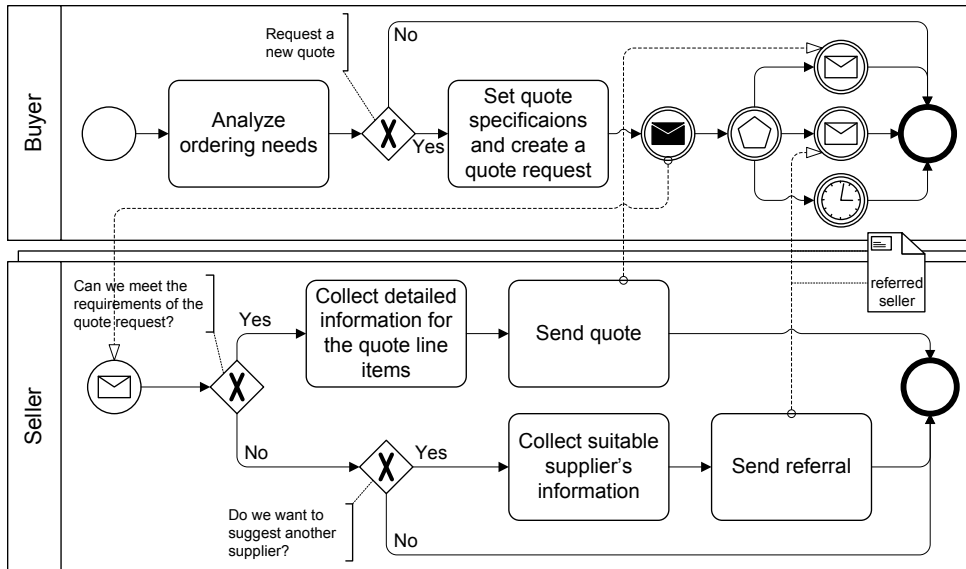 Buyer
Request a
new quote
No
Analyze
ordering needs
Yes
Set quote
specificaions
and create a
quote request
referred
seller
Seller
Can we meet the
requirements of the
quote request?
Yes
Collect detailed
information for
the quote line
items
Send quote
No
Yes
Collect suitable
supplier's
information
Send referral
Do we want to
suggest another
supplier?
No